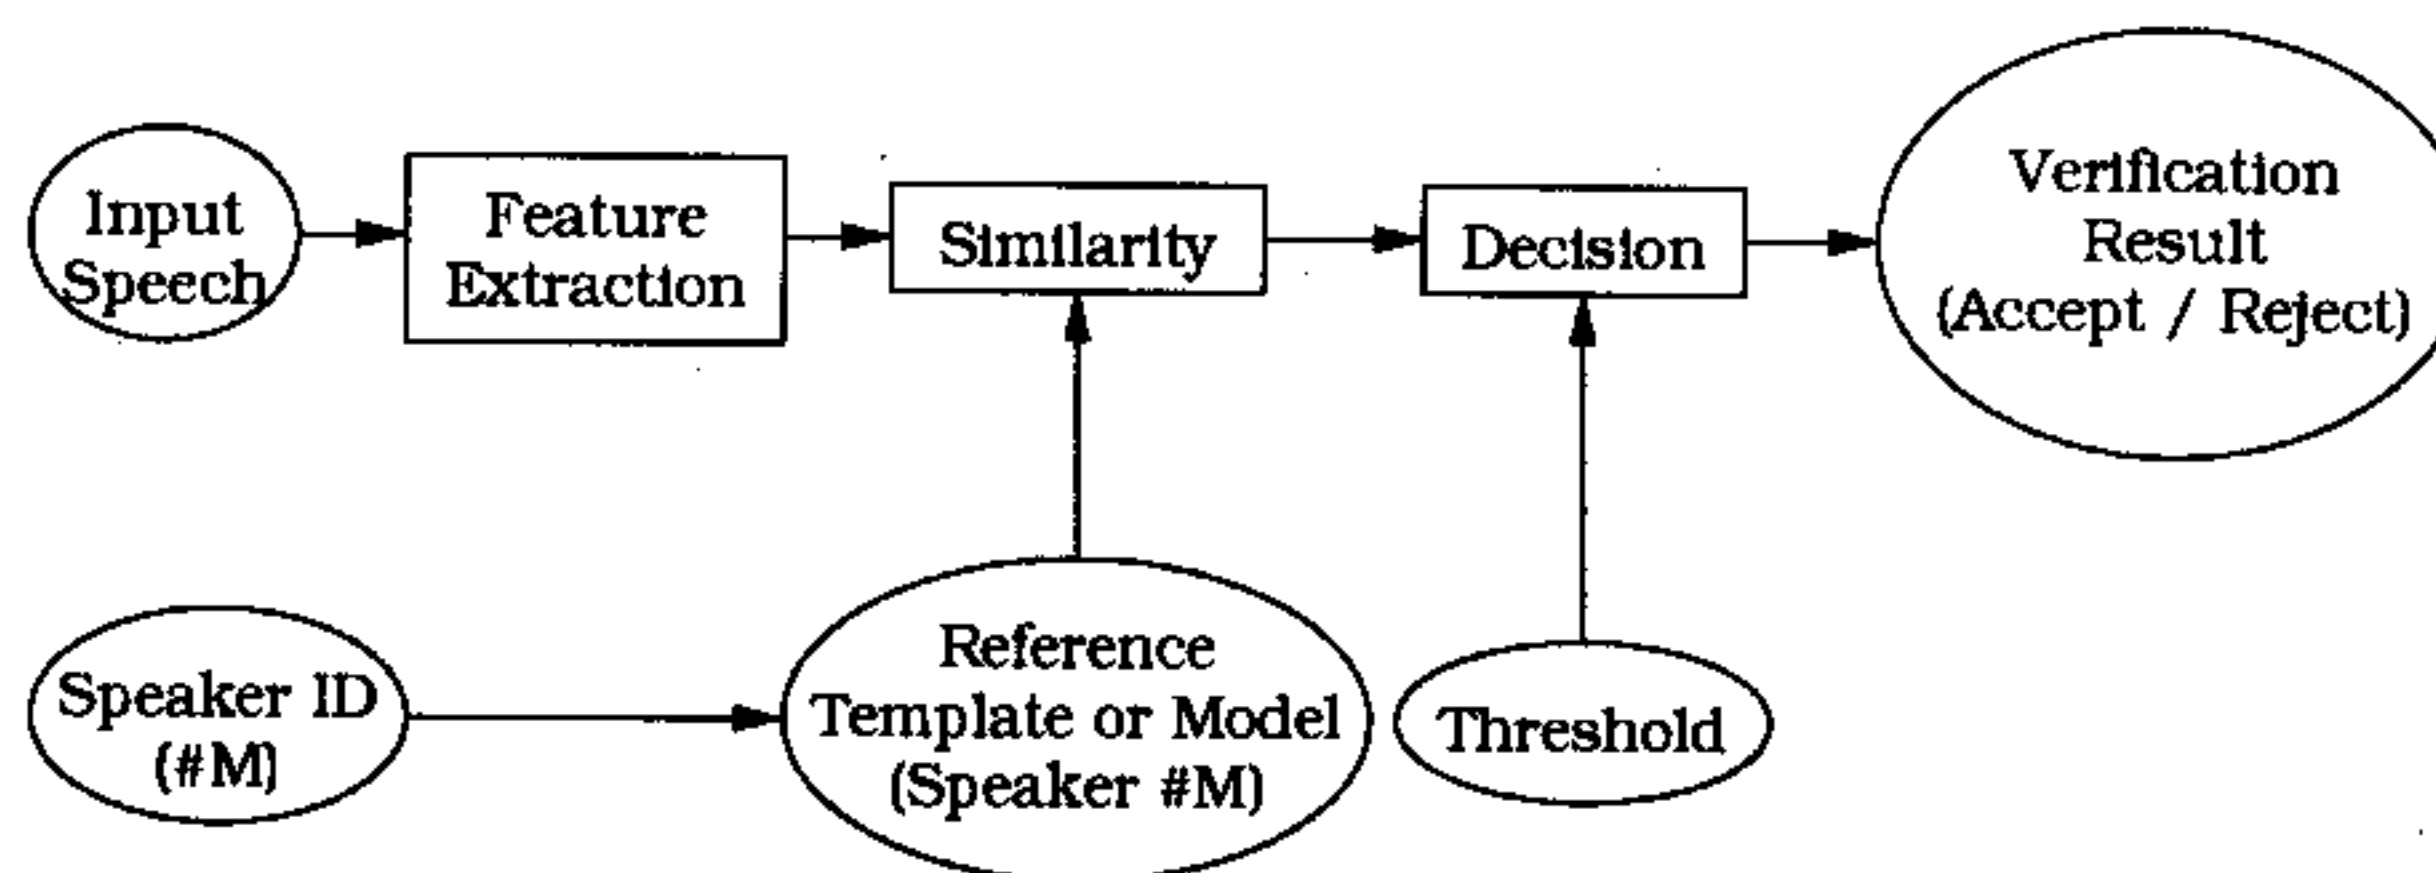 Input
Speech
Feature
Extraction
Similarity
Decision
Verification
Result
(Accept / Reject)
Speaker ID
(#M)
Reference
Template or Model
(Speaker #M)
Threshold